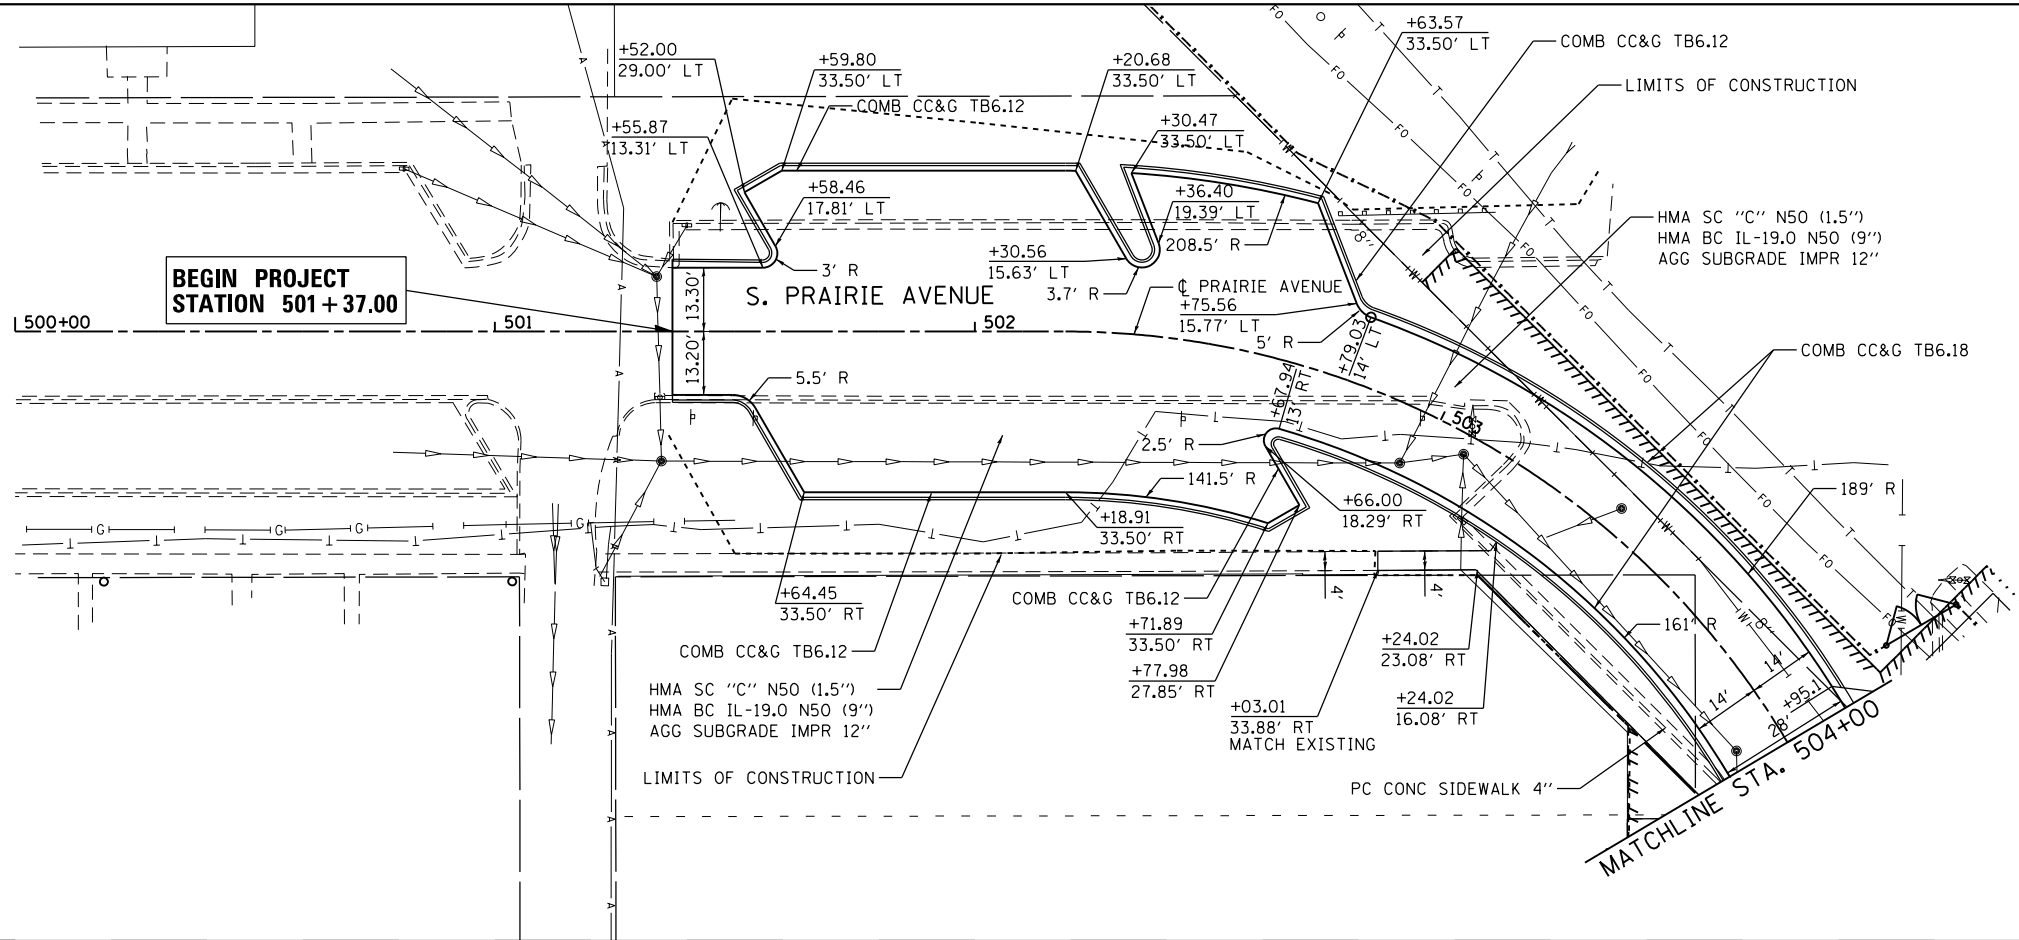 +63.57
33.50' LT
COMB CC&G TB6.12
+52.00
29.00' LT
+59.80
33.50' LT
+20.68
33.50' LT
LIMITS OF CONSTRUCTION
COMB CC&G TB6.12
+55.87
13.31' LT
+30.47
33.50' LT
+58.46
17.81' LT
+36.40
19.39' LT
HMA SC "C" N50 (1.5")
HMA BC IL-19.0 N50 (9")
AGG SUBGRADE IMPR 12"
208.5' R
8"
+30.56
15.63' LT
3' R
3.7' R
BEGIN PROJECT
STATION 501+37.00
S. PRAIRIE AVENUE
℄ PRAIRIE AVENUE
+75.56
15.77' LT
5' R
500+00
501
502
503
13.30'
13.20'
+79.03
14' LT
COMB CC&G TB6.18
5.5' R
+67.94
13' RT
2.5' R
141.5' R
189' R
+66.00
18.29' RT
+18.91
33.50' RT
+64.45
33.50' RT
4'
4'
COMB CC&G TB6.12
+71.89
33.50' RT
+77.98
27.85' RT
161' R
8"
+24.02
23.08' RT
COMB CC&G TB6.12
HMA SC "C" N50 (1.5")
HMA BC IL-19.0 N50 (9")
AGG SUBGRADE IMPR 12"
+24.02
16.08' RT
+03.01
33.88' RT
MATCH EXISTING
14'
14'
28'
+95.1
LIMITS OF CONSTRUCTION
PC CONC SIDEWALK 4"
MATCHLINE STA. 504+00